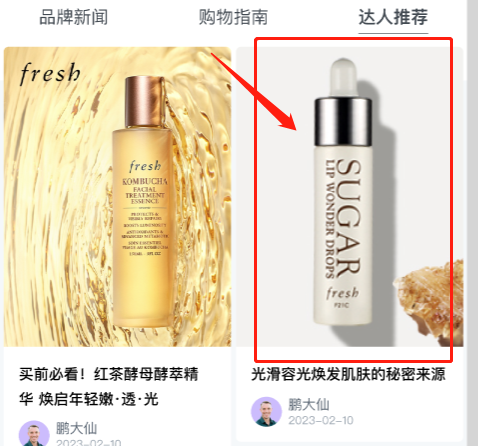 品牌新闻
购物指南
达人推荐
fresh
fresh
KOMBUCHA
FACIAL
TREATMENT
ESSENCE
SUGAR
LIP WONDER DROPS
fresh
买前必看！红茶酵母酵萃精
华 焕启年轻嫩·透·光
鹏大仙
2023-02-10
光滑容光焕发肌肤的秘密来源
鹏大仙
2023-02-10